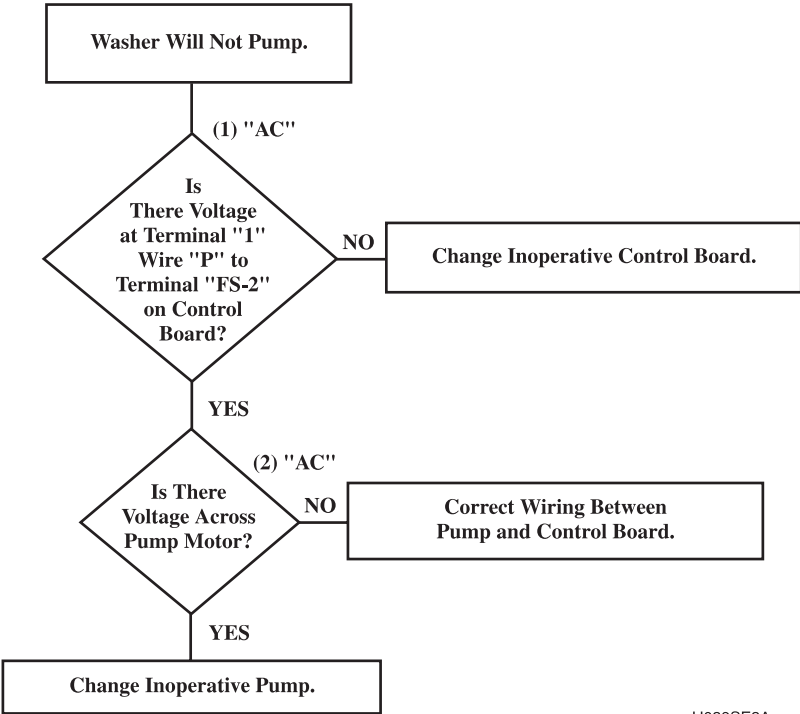 Washer Will Not Pump.
(1) "AC"
Is
There Voltage
at Terminal "1"
Wire "P" to
Terminal "FS-2"
on Control
Board?
NO
Change Inoperative Control Board.
YES
(2) "AC"
Is There
Voltage Across
Pump Motor?
NO
Correct Wiring Between
Pump and Control Board.
YES
Change Inoperative Pump.